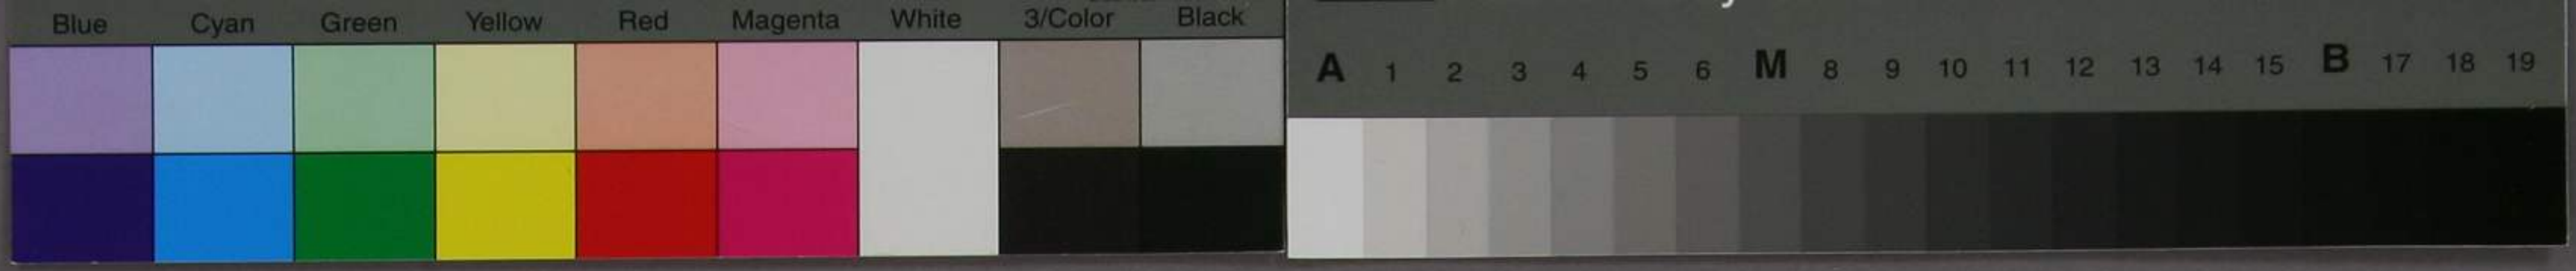 Blue Cyan Green Yellow Red Magenta White 3/Color Black
A 1 2 3 4 5 6 M 8 9 10 11 12 13 14 15 B 17 18 19